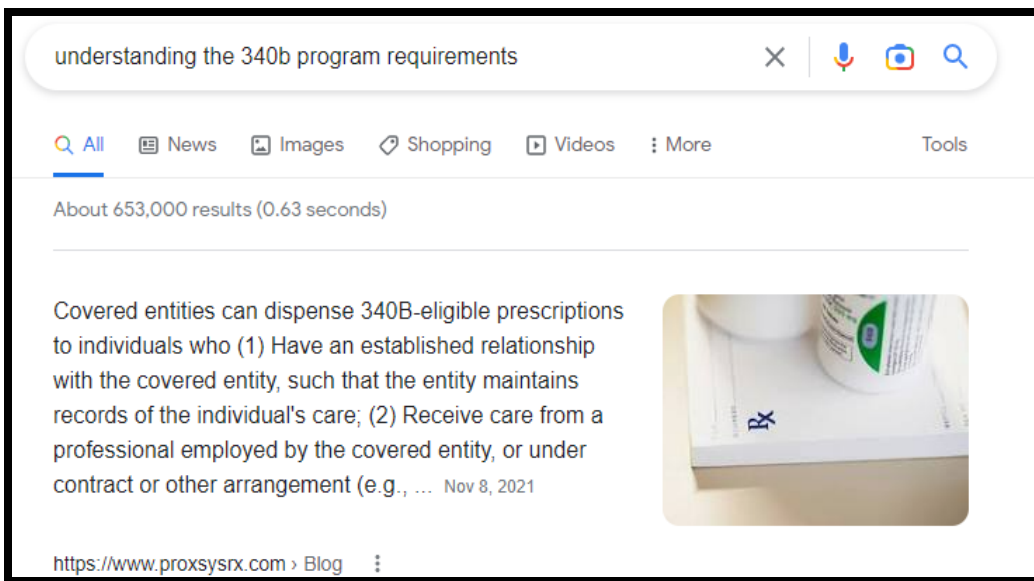 understanding the 340b program requirements
All News Images Shopping Videos More Tools
About 653,000 results (0.63 seconds)
Covered entities can dispense 340B-eligible prescriptions
to individuals who (1) Have an established relationship
with the covered entity, such that the entity maintains
records of the individual's care; (2) Receive care from a
professional employed by the covered entity, or under
contract or other arrangement (e.g., ... Nov 8, 2021
Rx
https://www.proxsysrx.com › Blog